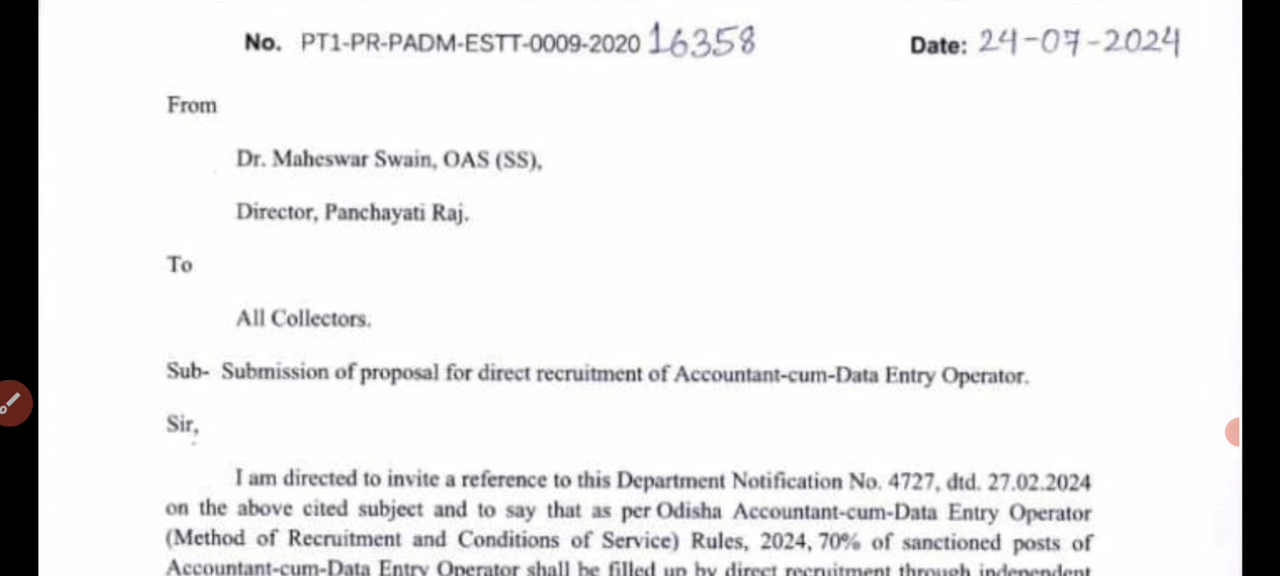 No. PT1-PR-PADM-ESTT-0009-2020 16358 Date: 24-07-2024
From
Dr. Maheswar Swain, OAS (SS),
Director, Panchayati Raj.
To
All Collectors.
Sub- Submission of proposal for direct recruitment of Accountant-cum-Data Entry Operator.
Sir,
I am directed to invite a reference to this Department Notification No. 4727, dtd. 27.02.2024
on the above cited subject and to say that as per Odisha Accountant-cum-Data Entry Operator
(Method of Recruitment and Conditions of Service) Rules, 2024, 70% of sanctioned posts of
Accountant-cum-Data Entry Operator shall be filled up by direct recruitment through independent